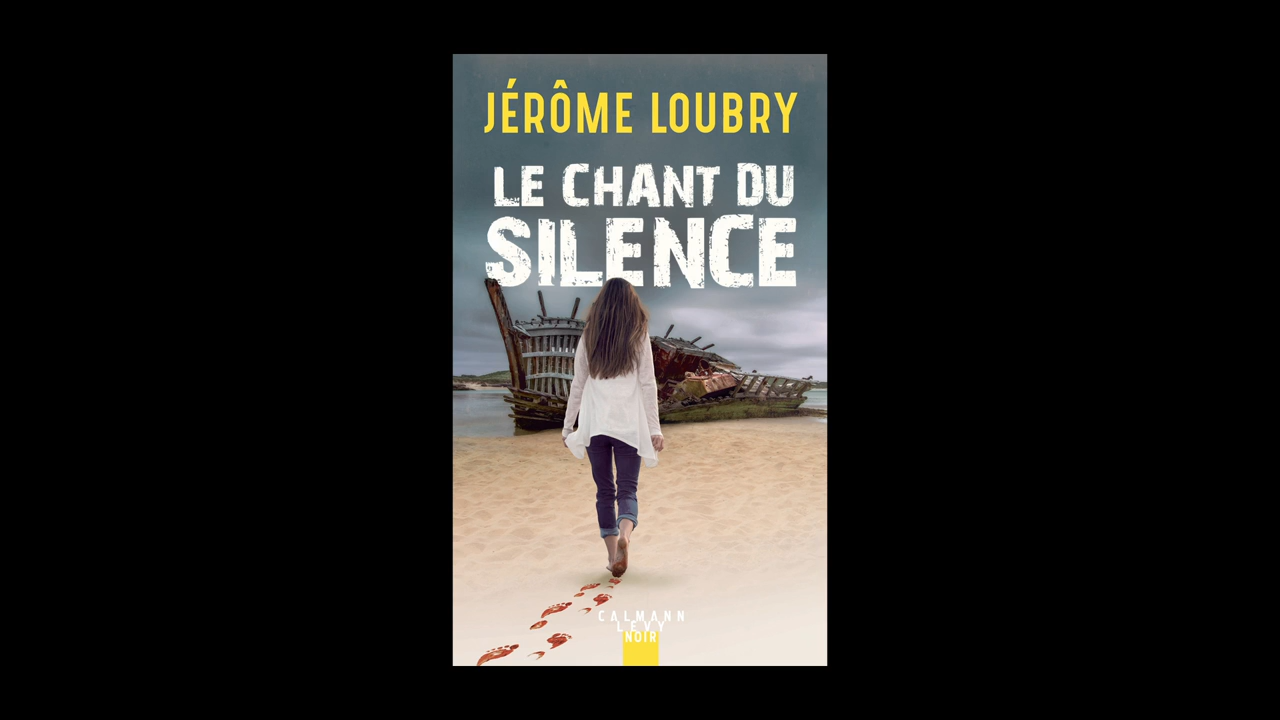 JÉRÔME LOUBRY
LE CHANT DU
SILENCE
CALMANN
LEVY
NOIR